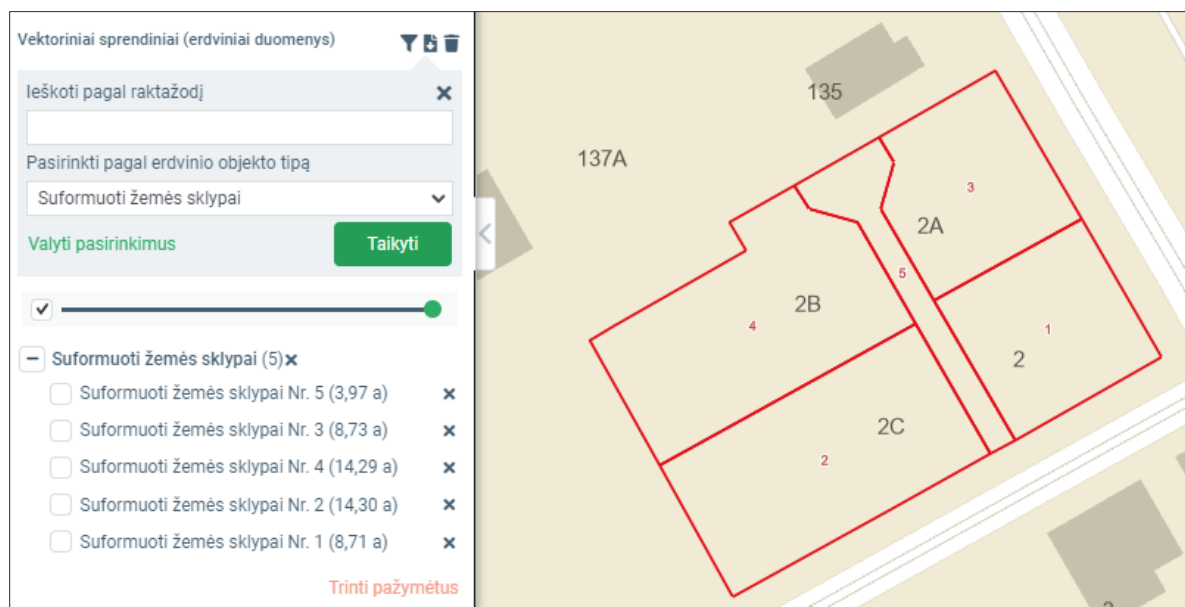 Vektoriniai sprendiniai (erdviniai duomenys)
Ieškoti pagal raktažodį
Pasirinkti pagal erdvinio objekto tipą
Suformuoti žemės sklypai
Valyti pasirinkimus
Taikyti
Suformuoti žemės sklypai (5)
Suformuoti žemės sklypai Nr. 5 (3,97 a)
Suformuoti žemės sklypai Nr. 3 (8,73 a)
Suformuoti žemės sklypai Nr. 4 (14,29 a)
Suformuoti žemės sklypai Nr. 2 (14,30 a)
Suformuoti žemės sklypai Nr. 1 (8,71 a)
Trinti pažymėtus
135
137A
3
2A
5
2B
4
1
2
2C
2